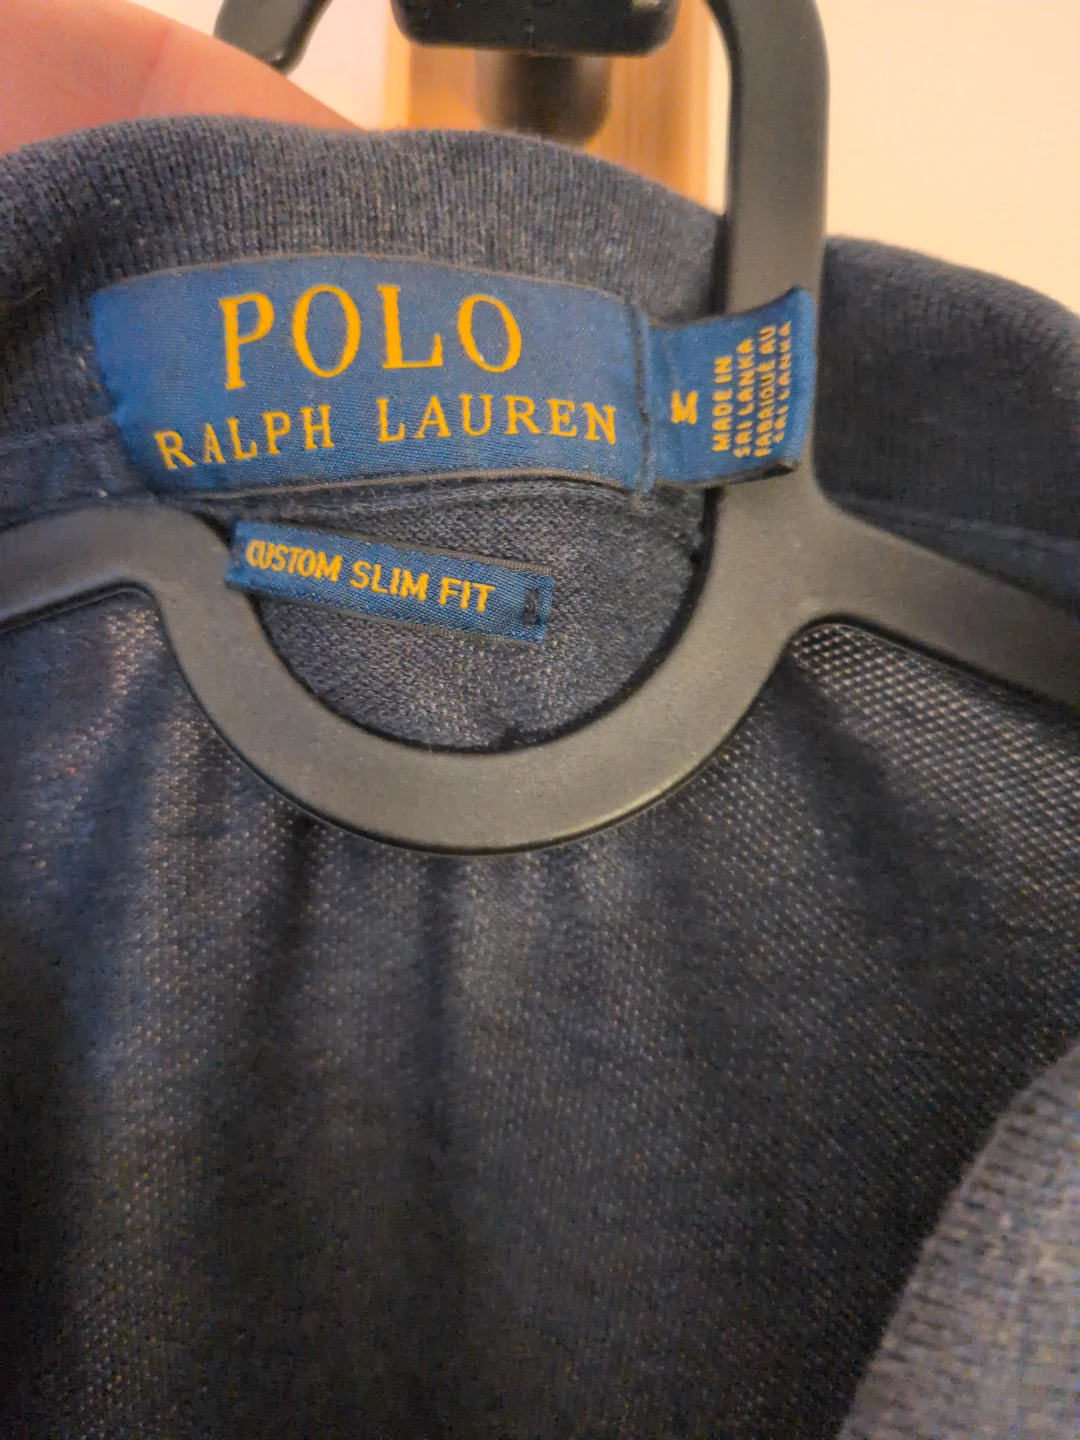 POLO
RALPH LAUREN
M
MADE IN
SRI LANKA
FABRIQUÉ AU
SRI LANKA
CUSTOM SLIM FIT